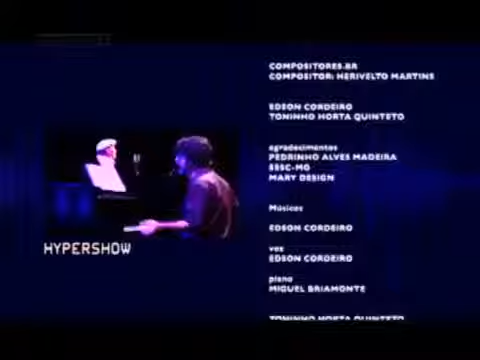 COMPOSITORES.BR
COMPOSITOR: HERIVELTO MARTINS
EDSON CORDEIRO
TONINHO HORTA QUINTETO
agradecimentos
PEDRINHO ALVES MADEIRA
SESC-MG
MARY DESIGN
Músicos
EDSON CORDEIRO
voz
EDSON CORDEIRO
piano
MIGUEL BRIAMONTE
TONINHO HORTA QUINTETO
HYPERSHOW